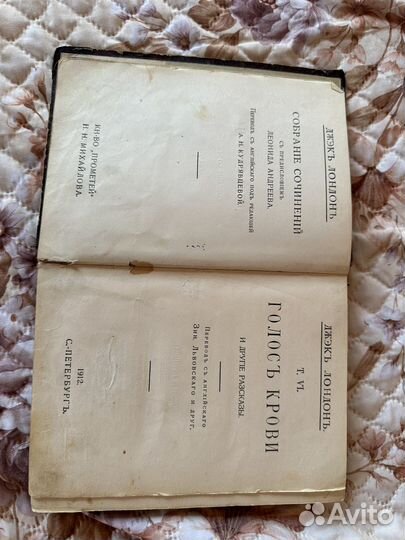 ДЖЭКЪ ЛОНДОНЪ.
СОБРАНІЕ СОЧИНЕНІЙ
СЪ ПРЕДИСЛОВІЕМЪ
ЛЕОНИДА АНДРЕЕВА.
Переводъ съ англійскаго подъ редакціей
А. Н. КУДРЯВЦЕВОЙ.
КН-ВО „ПРОМЕТЕЙ“
Н. Н. МИХАЙЛОВА.
ДЖЭКЪ ЛОНДОНЪ.
Т. VI.
ГОЛОСЪ КРОВИ
И ДРУГІЕ РАЗСКАЗЫ.
Переводъ съ англійскаго
Зин. Львовскаго и друг.
1912.
С.-ПЕТЕРБУРГЪ.
Avito